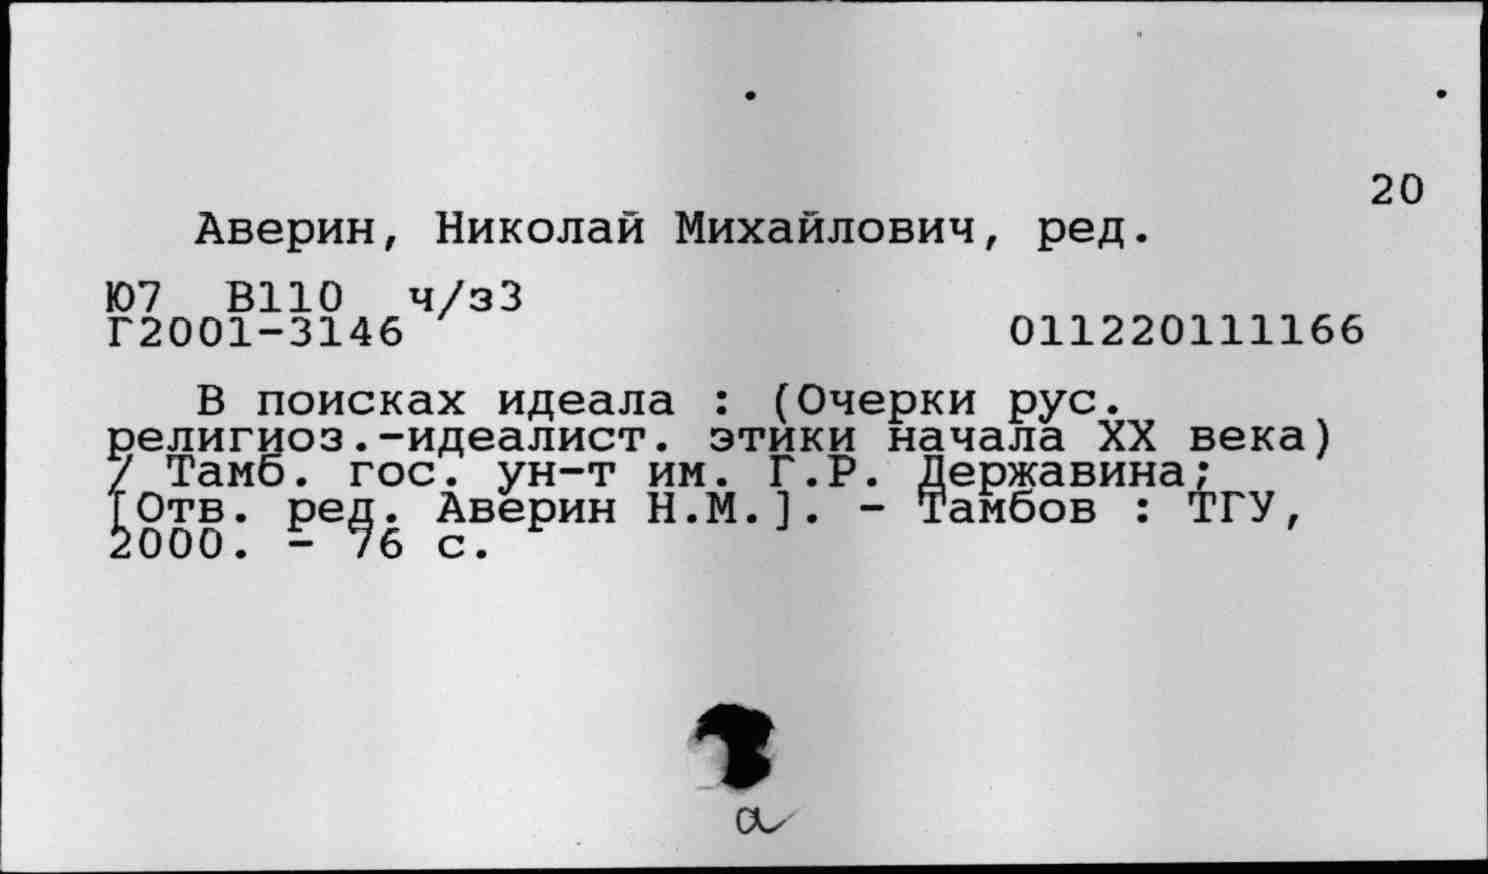 20
Аверин, Николай Михайлович, ред.
Ю7 В110 ч/з3
Г2001-3146 011220111166
В поисках идеала : (Очерки рус.
религиоз.-идеалист. этики начала XX века)
/ Тамб. гос. ун-т им. Г.Р. Державина;
[Отв. ред. Аверин Н.М.]. - Тамбов : ТГУ,
2000. - 76 с.
а